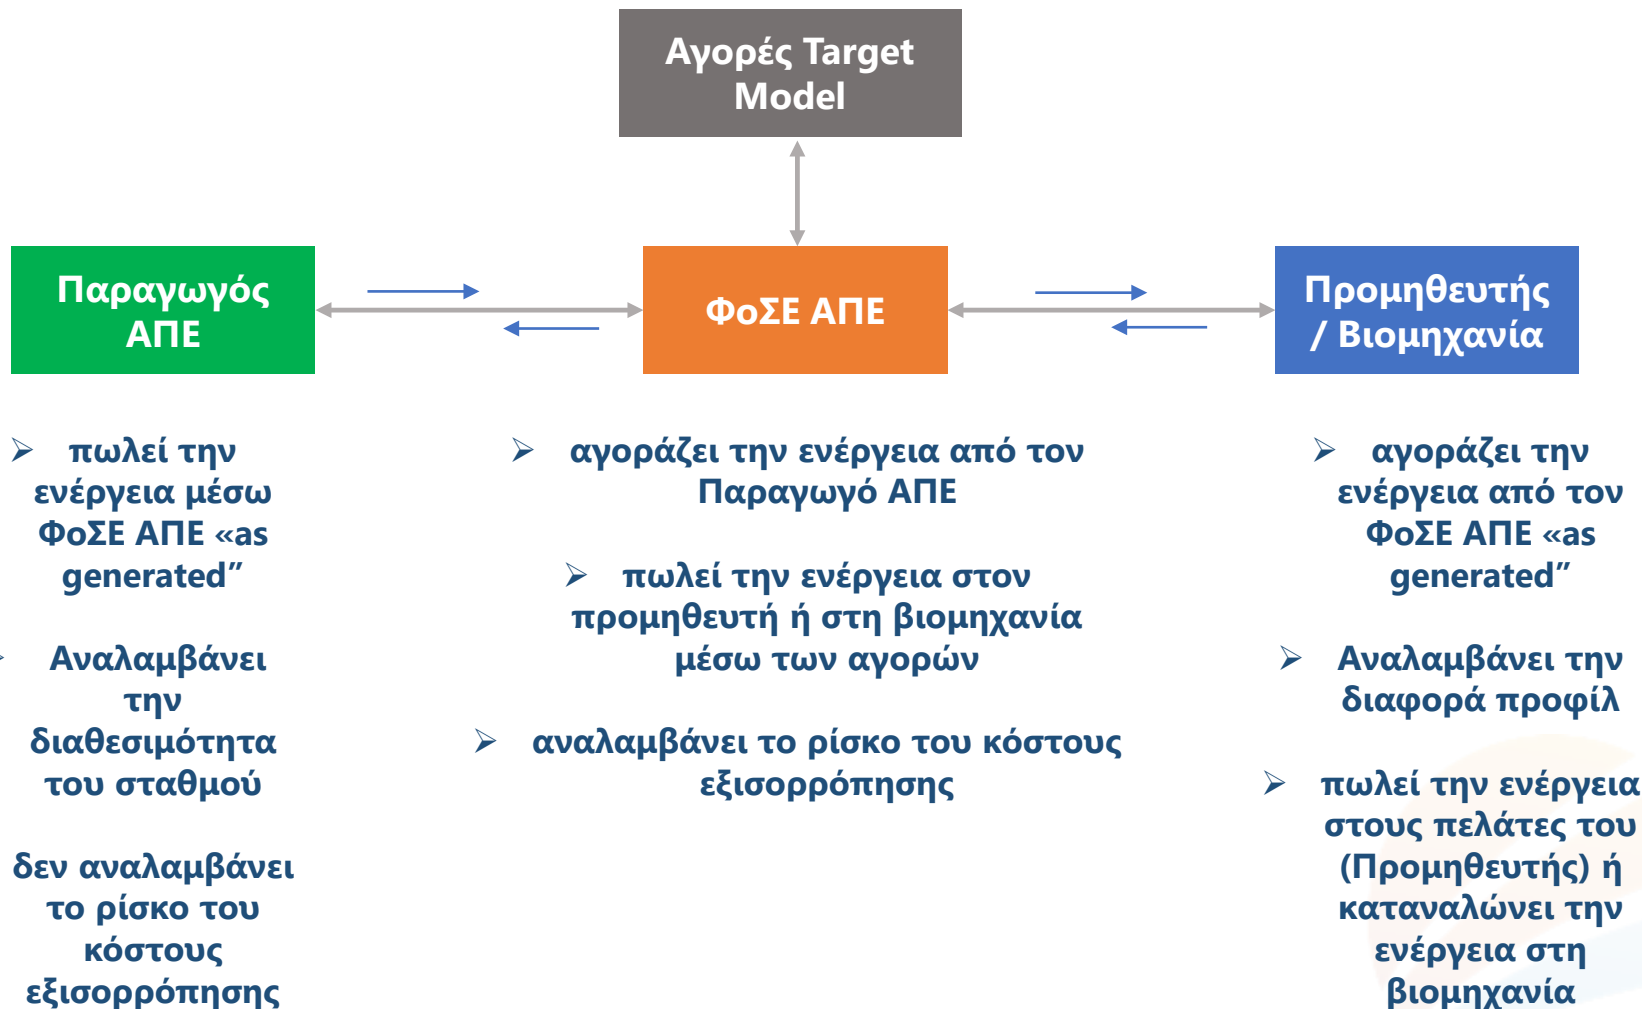 Αγορές Target
Model
Παραγωγός
ΑΠΕ
ΦοΣΕ ΑΠΕ
Προμηθευτής
/ Βιομηχανία
➢ πωλεί την
ενέργεια μέσω
ΦοΣΕ ΑΠΕ «as
generated”
Αναλαμβάνει
την
διαθεσιμότητα
του σταθμού
δεν αναλαμβάνει
το ρίσκο του
κόστους
εξισορρόπησης
➢ αγοράζει την ενέργεια από τον
Παραγωγό ΑΠΕ
➢ πωλεί την ενέργεια στον
προμηθευτή ή στη βιομηχανία
μέσω των αγορών
➢ αναλαμβάνει το ρίσκο του κόστους
εξισορρόπησης
➢ αγοράζει την
ενέργεια από τον
ΦοΣΕ ΑΠΕ «as
generated”
➢ Αναλαμβάνει την
διαφορά προφίλ
➢ πωλεί την ενέργεια
στους πελάτες του
(Προμηθευτής) ή
καταναλώνει την
ενέργεια στη
βιομηχανία